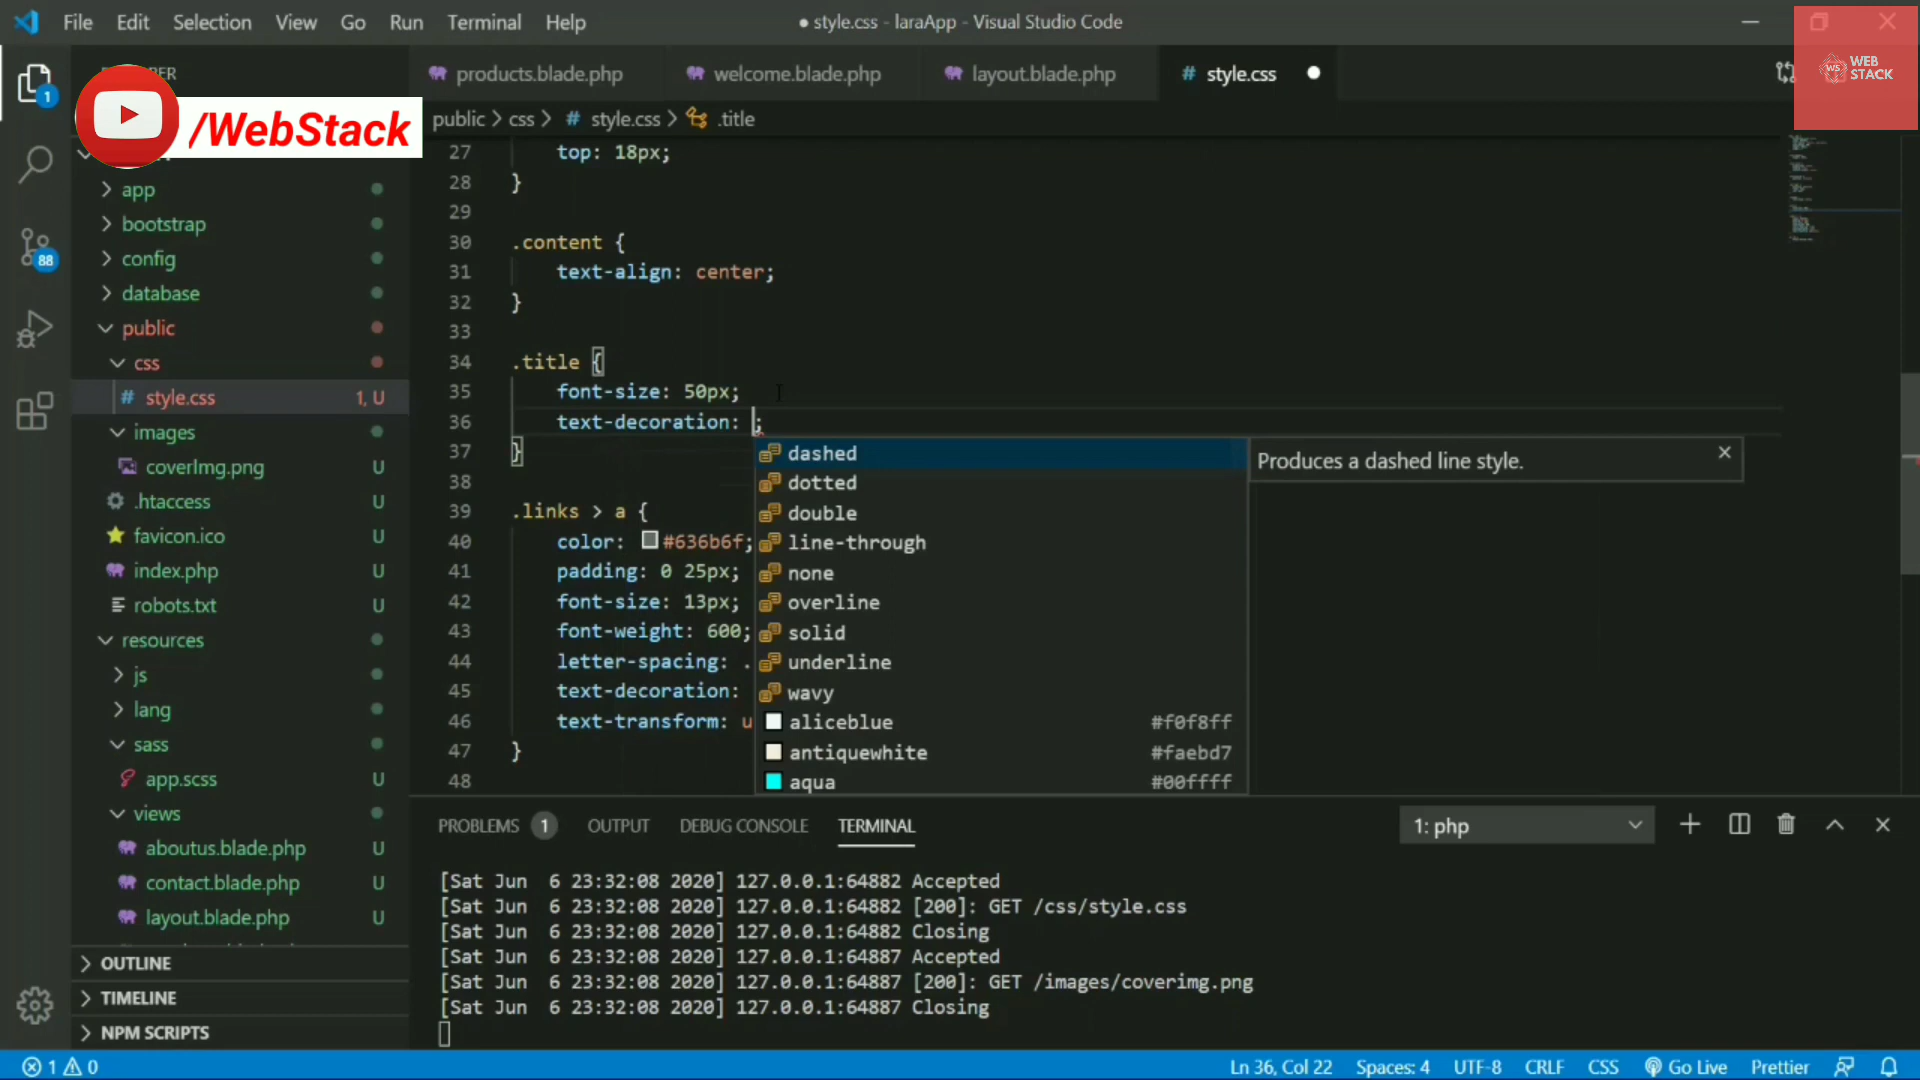 File Edit Selection View Go Run Terminal Help
● style.css - laraApp - Visual Studio Code
WS WEB STACK
/WebStack
products.blade.php welcome.blade.php layout.blade.php # style.css
public > css > # style.css > .title
1
88
app
bootstrap
config
database
public
css
# style.css 1, U
images
coverImg.png U
.htaccess U
favicon.ico U
index.php U
robots.txt U
resources
js
lang
sass
app.scss U
views
aboutus.blade.php U
contact.blade.php U
layout.blade.php U
OUTLINE
TIMELINE
NPM SCRIPTS
27 top: 18px;
28 }
29
30 .content {
31 text-align: center;
32 }
33
34 .title {
35 font-size: 50px;
36 text-decoration: ;
37 }
38
39 .links > a {
40 color: #636b6f;
41 padding: 0 25px;
42 font-size: 13px;
43 font-weight: 600;
44 letter-spacing: .
45 text-decoration:
46 text-transform: u
47 }
48
dashed
dotted
double
line-through
none
overline
solid
underline
wavy
aliceblue #f0f8ff
antiquewhite #faebd7
aqua #00ffff
Produces a dashed line style.
PROBLEMS 1 OUTPUT DEBUG CONSOLE TERMINAL
1: php
[Sat Jun 6 23:32:08 2020] 127.0.0.1:64882 Accepted
[Sat Jun 6 23:32:08 2020] 127.0.0.1:64882 [200]: GET /css/style.css
[Sat Jun 6 23:32:08 2020] 127.0.0.1:64882 Closing
[Sat Jun 6 23:32:08 2020] 127.0.0.1:64887 Accepted
[Sat Jun 6 23:32:08 2020] 127.0.0.1:64887 [200]: GET /images/coverimg.png
[Sat Jun 6 23:32:08 2020] 127.0.0.1:64887 Closing
1 0
Ln 36, Col 22 Spaces: 4 UTF-8 CRLF CSS Go Live Prettier